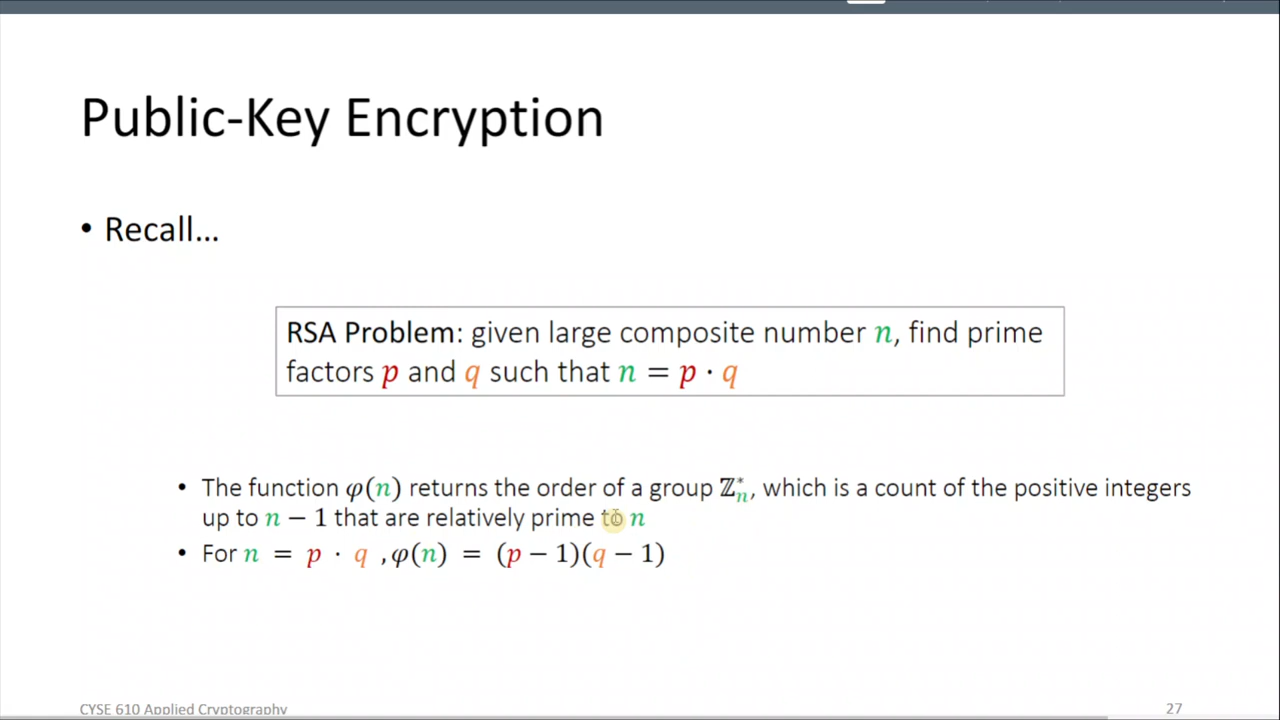 Public-Key Encryption
• Recall...
RSA Problem: given large composite number n, find prime
factors p and q such that n = p · q
• The function φ(n) returns the order of a group ℤ*ₙ, which is a count of the positive integers
up to n − 1 that are relatively prime to n
• For n = p · q , φ(n) = (p − 1)(q − 1)
CYSE 610 Applied Cryptography
27